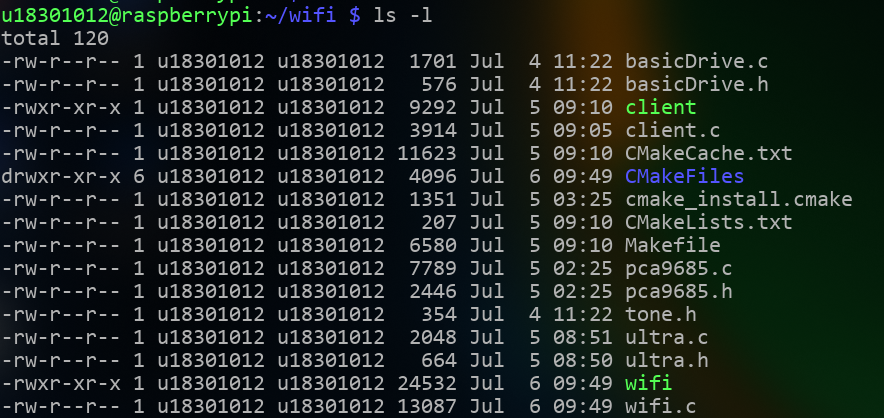 u18301012@raspberrypi:~/wifi $ ls -l
total 120
-rw-r--r-- 1 u18301012 u18301012  1701 Jul  4 11:22 basicDrive.c
-rw-r--r-- 1 u18301012 u18301012   576 Jul  4 11:22 basicDrive.h
-rwxr-xr-x 1 u18301012 u18301012  9292 Jul  5 09:10 client
-rw-r--r-- 1 u18301012 u18301012  3914 Jul  5 09:05 client.c
-rw-r--r-- 1 u18301012 u18301012 11623 Jul  5 09:10 CMakeCache.txt
drwxr-xr-x 6 u18301012 u18301012  4096 Jul  6 09:49 CMakeFiles
-rw-r--r-- 1 u18301012 u18301012  1351 Jul  5 03:25 cmake_install.cmake
-rw-r--r-- 1 u18301012 u18301012   207 Jul  5 09:10 CMakeLists.txt
-rw-r--r-- 1 u18301012 u18301012  6580 Jul  5 09:10 Makefile
-rw-r--r-- 1 u18301012 u18301012  7789 Jul  5 02:25 pca9685.c
-rw-r--r-- 1 u18301012 u18301012  2446 Jul  5 02:25 pca9685.h
-rw-r--r-- 1 u18301012 u18301012   354 Jul  4 11:22 tone.h
-rw-r--r-- 1 u18301012 u18301012  2048 Jul  5 08:51 ultra.c
-rw-r--r-- 1 u18301012 u18301012   664 Jul  5 08:50 ultra.h
-rwxr-xr-x 1 u18301012 u18301012 24532 Jul  6 09:49 wifi
-rw-r--r-- 1 u18301012 u18301012 13087 Jul  6 09:49 wifi.c